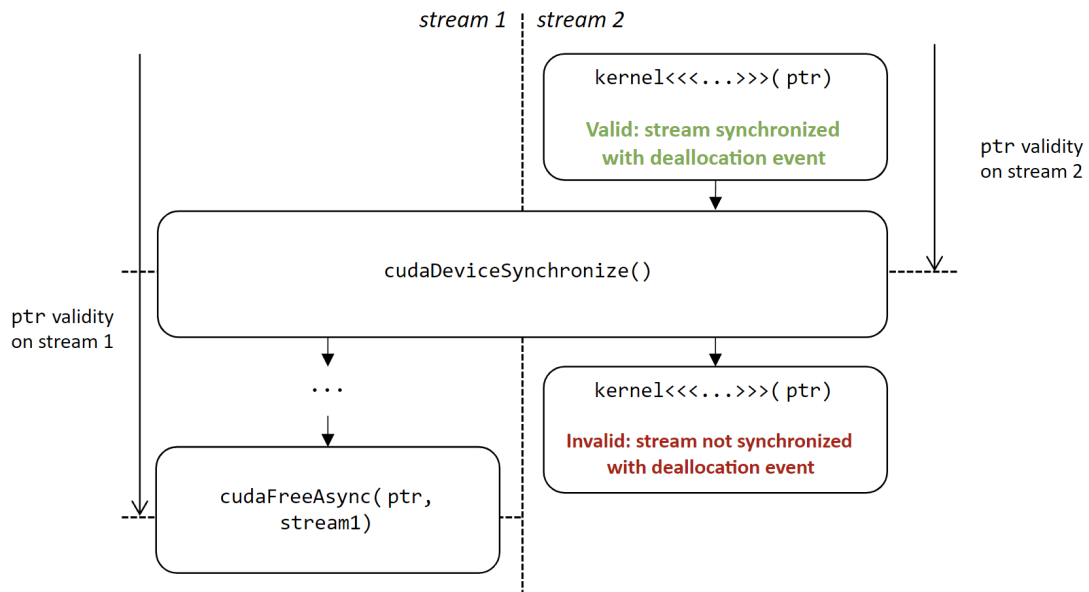 stream 1
stream 2
kernel<<<...>>>(ptr)
Valid: stream synchronized
with deallocation event
ptr validity
on stream 2
cudaDeviceSynchronize()
ptr validity
on stream 1
...
kernel<<<...>>>(ptr)
Invalid: stream not synchronized
with deallocation event
cudaFreeAsync(ptr,
stream1)